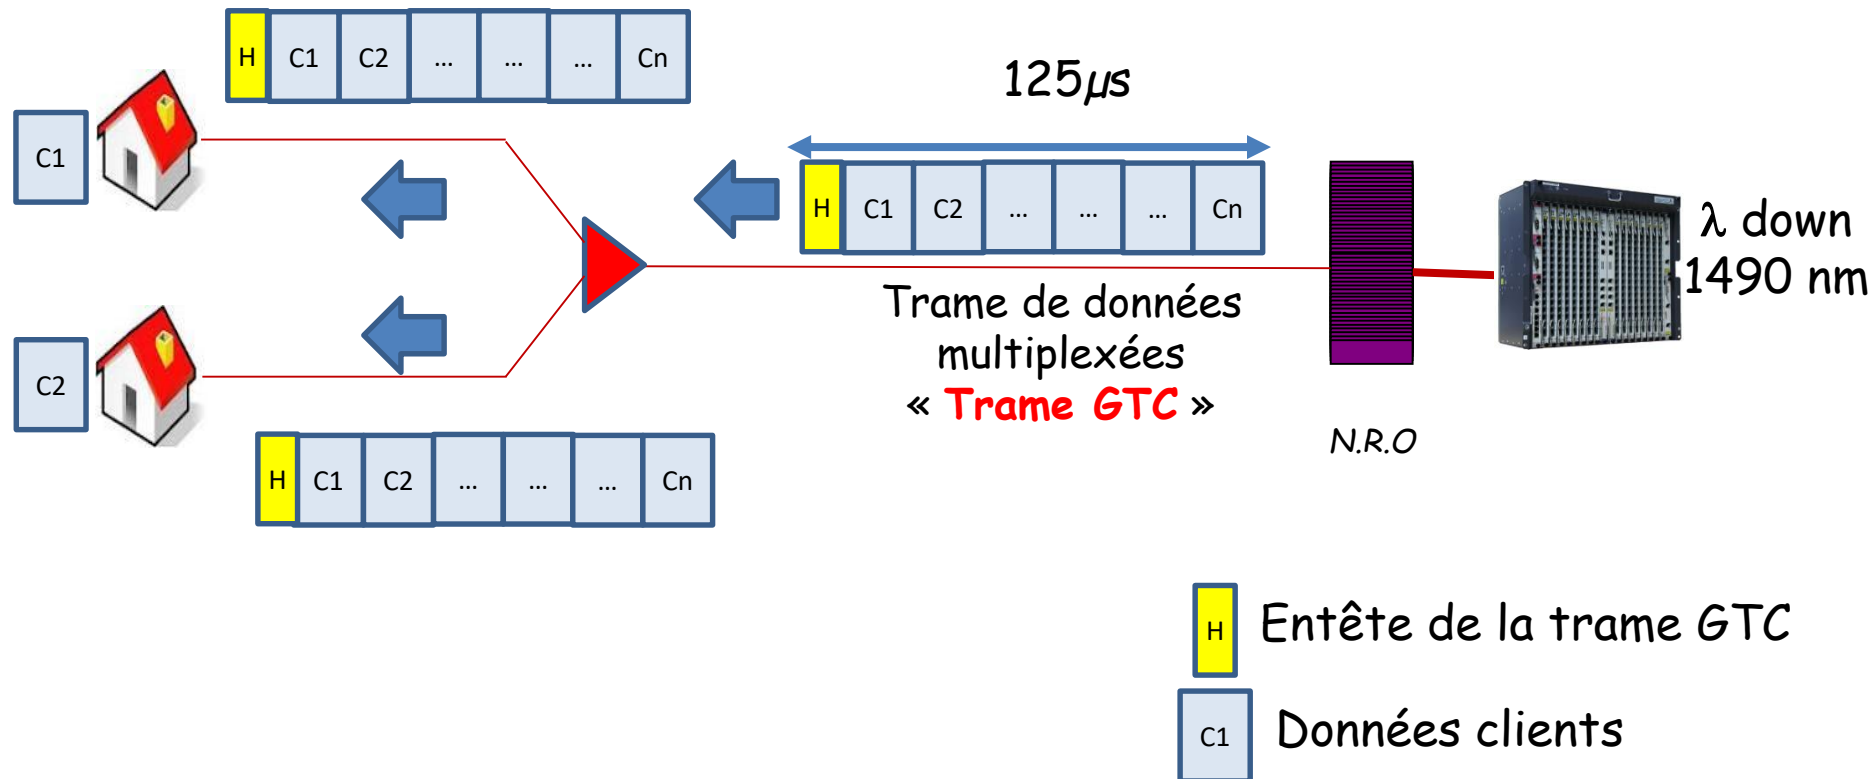 H C1 C2 ... ... ... Cn
125µs
C1
H C1 C2 ... ... ... Cn
λ down
1490 nm
Trame de données
multiplexées
« Trame GTC »
C2
N.R.O
H C1 C2 ... ... ... Cn
H Entête de la trame GTC
C1 Données clients